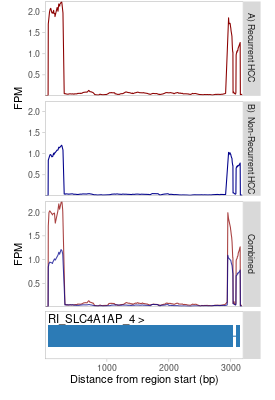 2.0
1.5
1.0
0.5
FPM
A) Recurrent HCC
2.0
1.5
1.0
0.5
B) Non-Recurrent HCC
2.0
1.5
1.0
0.5
FPM
Combined
RI_SLC4A1AP_4 >
1000 2000 3000
Distance from region start (bp)